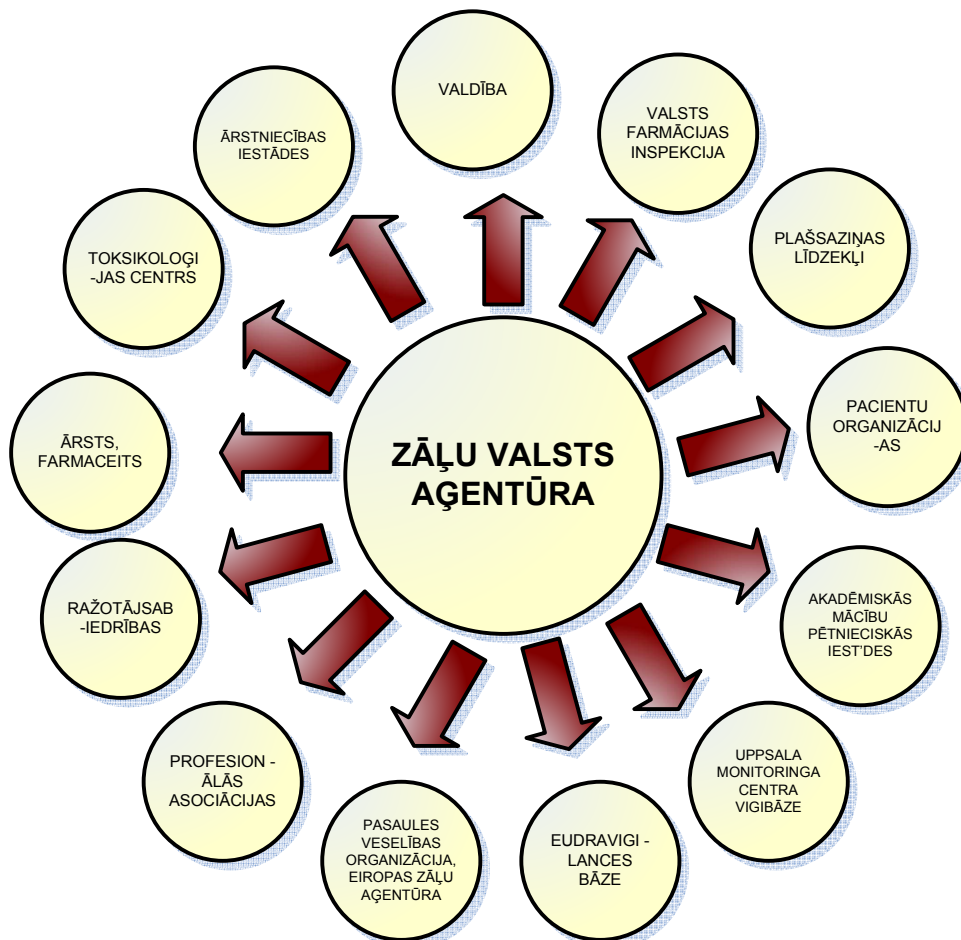 VALDĪBA
VALSTS
FARMĀCIJAS
INSPEKCIJA
PLAŠSAZIŅAS
LĪDZEKĻI
PACIENTU
ORGANIZĀCIJ
-AS
AKADĒMISKĀS
MĀCĪBU
PĒTNIECISKĀS
IEST'DES
UPPSALA
MONITORINGA
CENTRA
VIGIBĀZE
EUDRAVIGI -
LANCES
BĀZE
PASAULES
VESELĪBAS
ORGANIZĀCIJA,
EIROPAS ZĀĻU
AĢENTŪRA
PROFESION -
ĀLĀS
ASOCIĀCIJAS
RAŽOTĀJSAB
-IEDRĪBAS
ĀRSTS,
FARMACEITS
TOKSIKOLOĢI
-JAS CENTRS
ĀRSTNIECĪBAS
IESTĀDES
ZĀĻU VALSTS
AĢENTŪRA